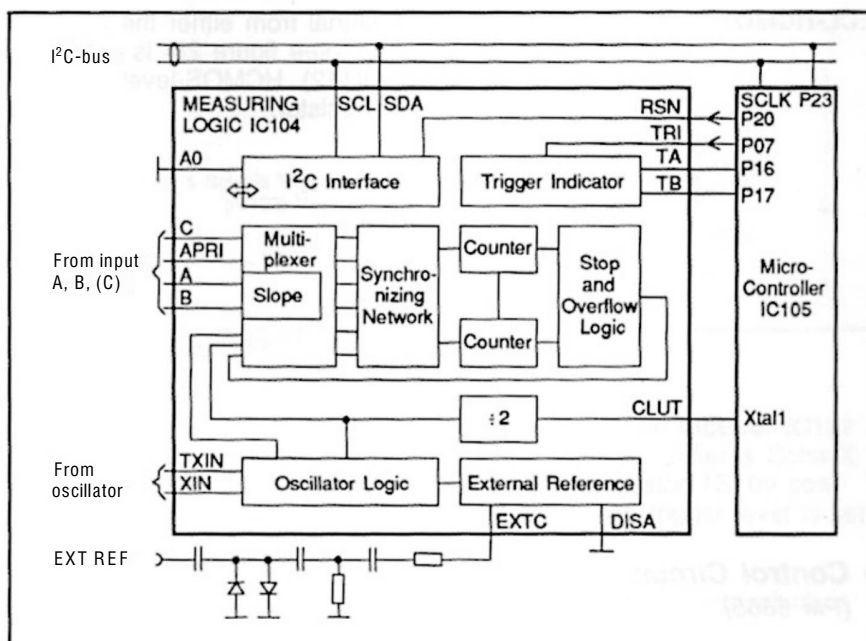 I²C-bus
MEASURING
LOGIC IC104
SCL SDA
RSN
TRI
TA
TB
SCLK P23
P20
P07
P16
P17
A0
I²C Interface
Trigger Indicator
From input
A, B, (C)
C
APRI
A
B
Multi-
plexer
Slope
Synchro-
nizing
Network
Counter
Counter
Stop
and
Overflow
Logic
Micro-
Controller
IC105
÷2
CLUT
Xtal1
From
oscillator
TXIN
XIN
Oscillator Logic
External Reference
EXTC
DISA
EXT REF